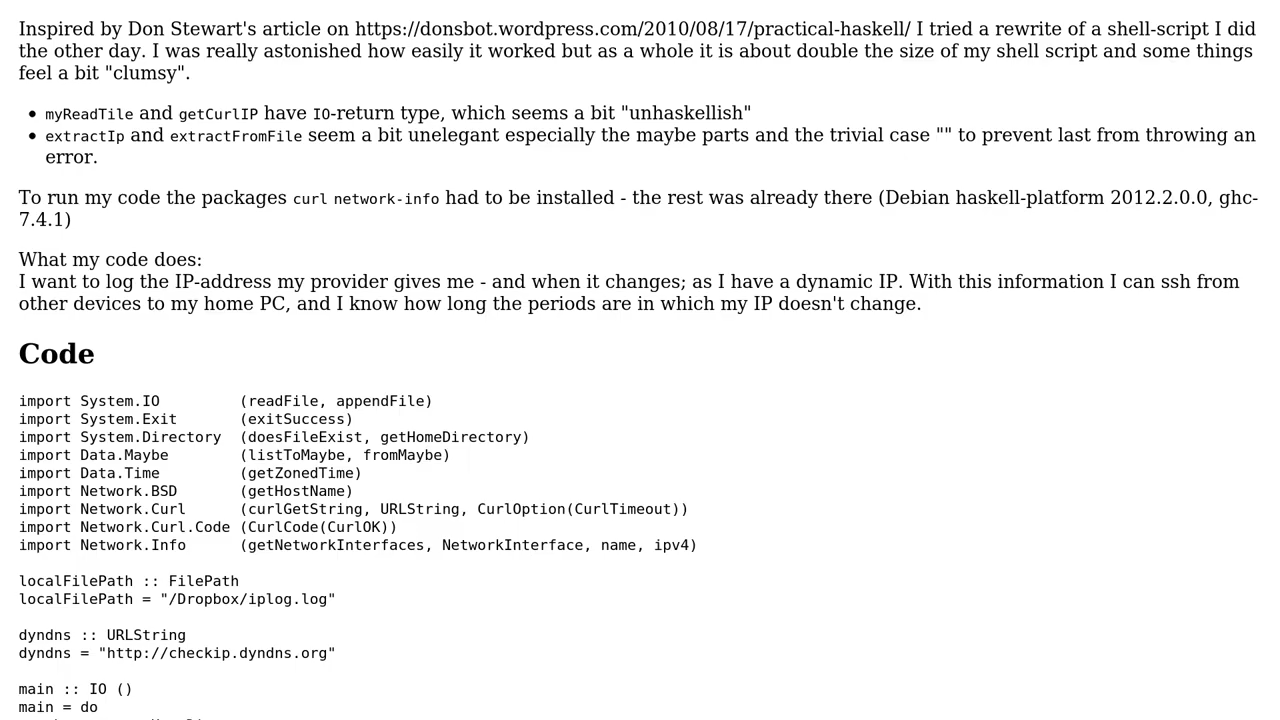 Inspired by Don Stewart's article on https://donsbot.wordpress.com/2010/08/17/practical-haskell/ I tried a rewrite of a shell-script I did
the other day. I was really astonished how easily it worked but as a whole it is about double the size of my shell script and some things
feel a bit "clumsy".
• myReadTile and getCurlIP have IO-return type, which seems a bit "unhaskellish"
• extractIp and extractFromFile seem a bit unelegant especially the maybe parts and the trivial case "" to prevent last from throwing an
error.
To run my code the packages curl network-info had to be installed - the rest was already there (Debian haskell-platform 2012.2.0.0, ghc-
7.4.1)
What my code does:
I want to log the IP-address my provider gives me - and when it changes; as I have a dynamic IP. With this information I can ssh from
other devices to my home PC, and I know how long the periods are in which my IP doesn't change.
Code
import System.IO         (readFile, appendFile)
import System.Exit       (exitSuccess)
import System.Directory  (doesFileExist, getHomeDirectory)
import Data.Maybe        (listToMaybe, fromMaybe)
import Data.Time         (getZonedTime)
import Network.BSD       (getHostName)
import Network.Curl      (curlGetString, URLString, CurlOption(CurlTimeout))
import Network.Curl.Code (CurlCode(CurlOK))
import Network.Info      (getNetworkInterfaces, NetworkInterface, name, ipv4)
localFilePath :: FilePath
localFilePath = "/Dropbox/iplog.log"
dyndns :: URLString
dyndns = "http://checkip.dyndns.org"
main :: IO ()
main = do